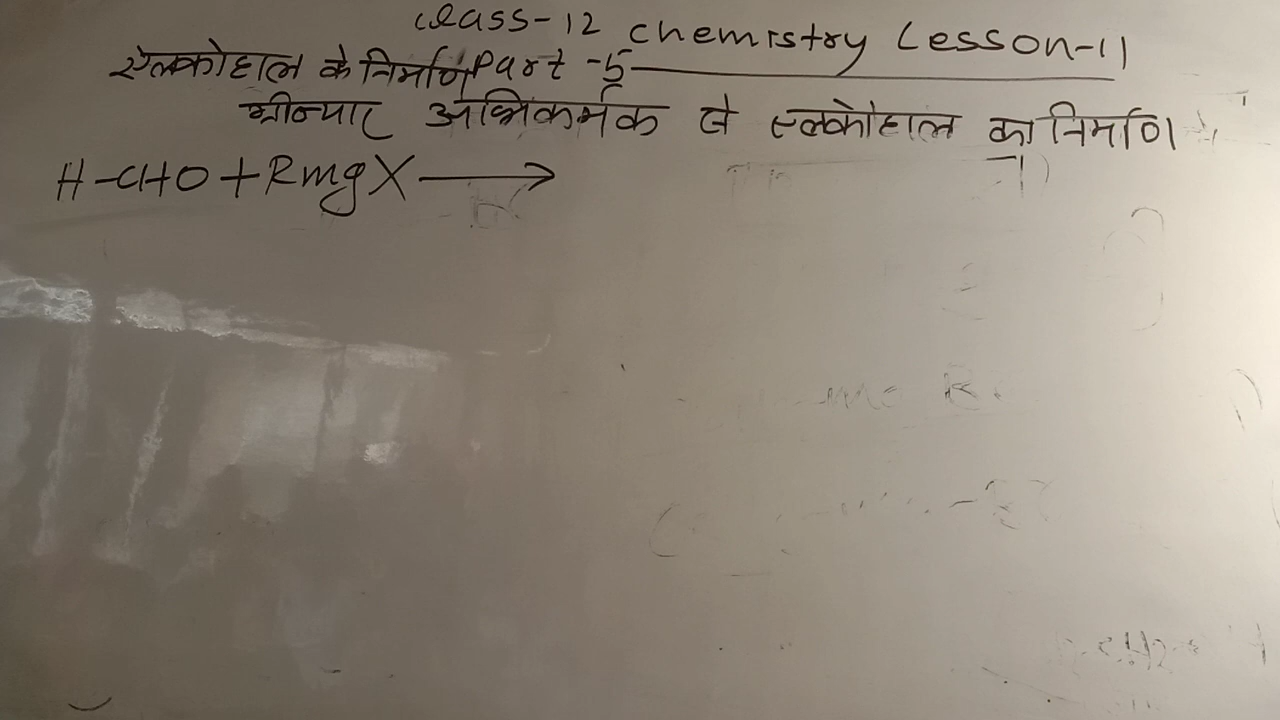 Class-12 chemistry Lesson-11
एल्कोहाल के निर्माण Part-5
ग्रीन्यार अभिकर्मक से एल्कोहाल का निर्माण
H-CHO+RmgX⟶